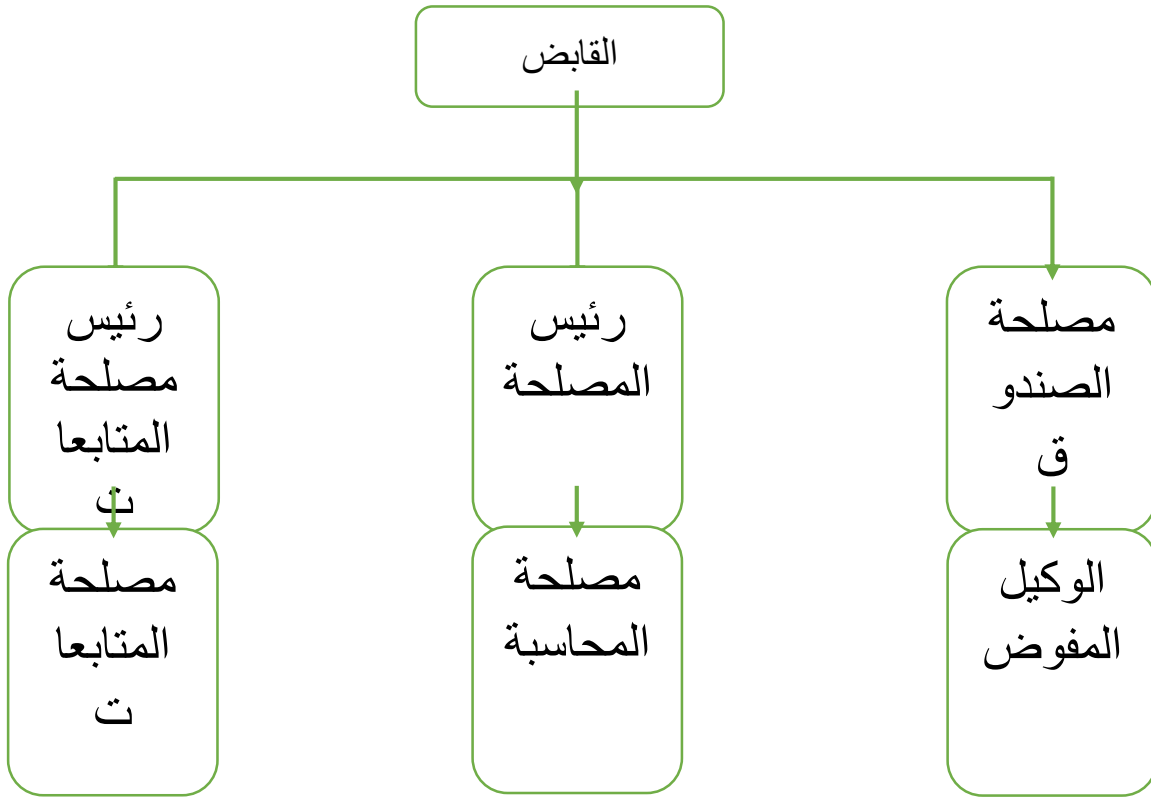 القابض
مصلحة
الصندو
ق
رئيس
المصلحة
رئيس
مصلحة
المتابعا
ت
الوكيل
المفوض
مصلحة
المحاسبة
مصلحة
المتابعا
ت